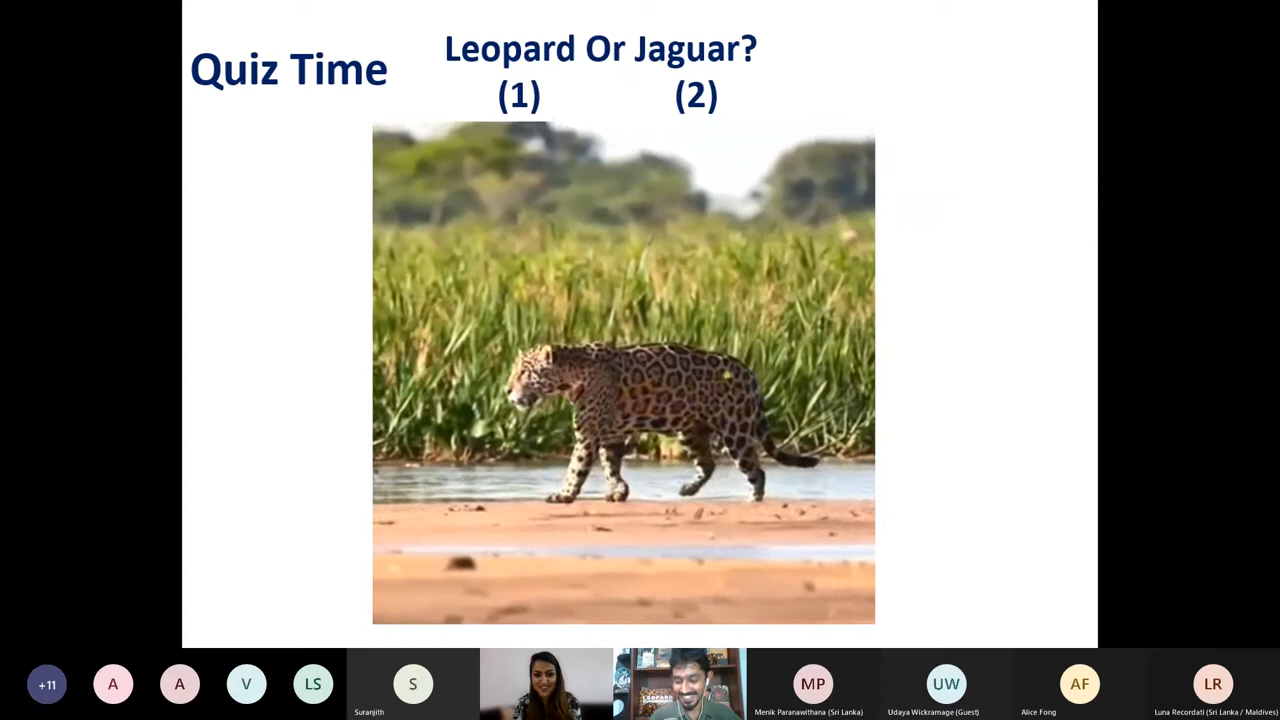 Leopard Or Jaguar?
Quiz Time
(1) (2)
+11
A
A
V
LS
S
MP
UW
AF
LR
Suranjith
Menik Paranawithana (Sri Lanka)
Udaya Wickramage (Guest)
Alice Fong
Luna Recordati (Sri Lanka / Maldives)